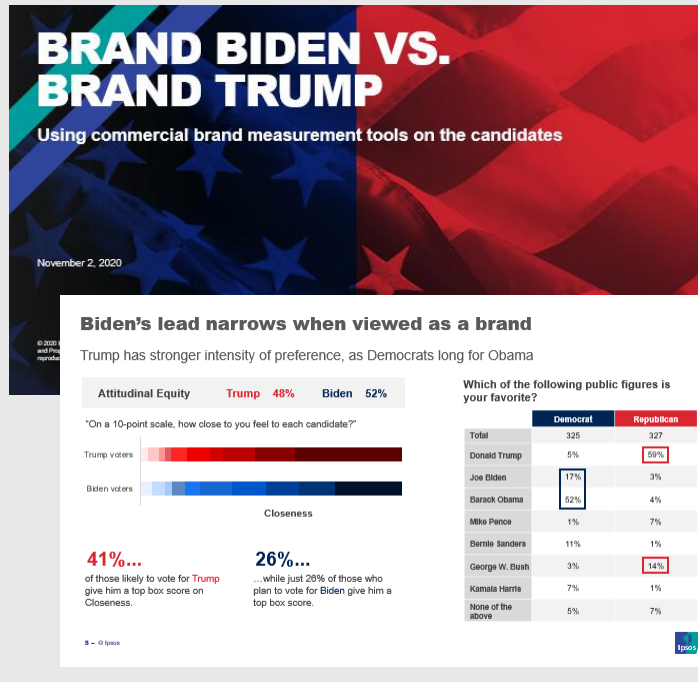 BRAND BIDEN VS.
BRAND TRUMP
Using commercial brand measurement tools on the candidates
November 2, 2020
© 2020
and Prop
reproduc
Biden's lead narrows when viewed as a brand
Trump has stronger intensity of preference, as Democrats long for Obama
Attitudinal Equity Trump 48% Biden 52%
"On a 10-point scale, how close to you feel to each candidate?"
Trump voters
Biden voters
Closeness
41%...
of those likely to vote for Trump
give him a top box score on
Closeness.
26%...
…while just 26% of those who
plan to vote for Biden give him a
top box score.
Which of the following public figures is
your favorite?
Democrat Republican
Total 325 327
Donald Trump 5% 59%
Joe Biden 17% 3%
Barack Obama 52% 4%
Mike Pence 1% 7%
Bernie Sanders 11% 1%
George W. Bush 3% 14%
Kamala Harris 7% 1%
None of the
above 5% 7%
5 – © Ipsos
Ipsos